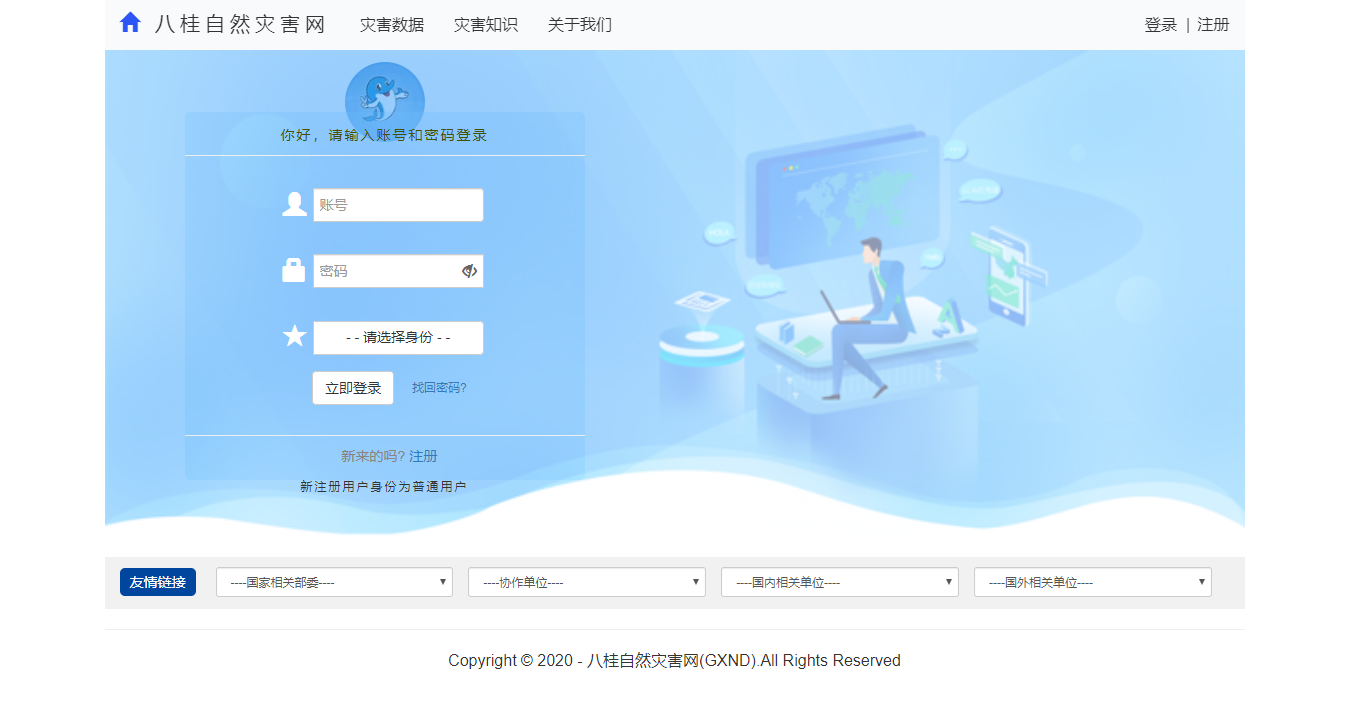 八桂自然灾害网 灾害数据 灾害知识 关于我们 登录 | 注册
你好，请输入账号和密码登录
账号
密码
- - 请选择身份 - -
立即登录 找回密码?
新来的吗? 注册
新注册用户身份为普通用户
友情链接 ----国家相关部委---- ----协作单位---- ----国内相关单位---- ----国外相关单位----
Copyright © 2020 - 八桂自然灾害网(GXND).All Rights Reserved